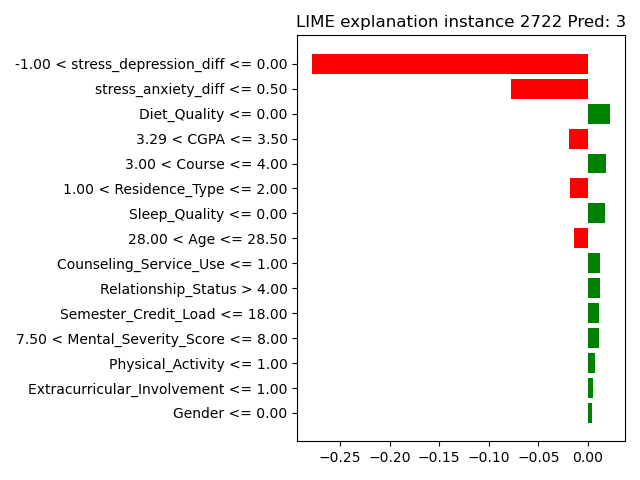 LIME explanation instance 2722 Pred: 3
-1.00 < stress_depression_diff <= 0.00
stress_anxiety_diff <= 0.50
Diet_Quality <= 0.00
3.29 < CGPA <= 3.50
3.00 < Course <= 4.00
1.00 < Residence_Type <= 2.00
Sleep_Quality <= 0.00
28.00 < Age <= 28.50
Counseling_Service_Use <= 1.00
Relationship_Status > 4.00
Semester_Credit_Load <= 18.00
7.50 < Mental_Severity_Score <= 8.00
Physical_Activity <= 1.00
Extracurricular_Involvement <= 1.00
Gender <= 0.00
−0.25 −0.20 −0.15 −0.10 −0.05 0.00